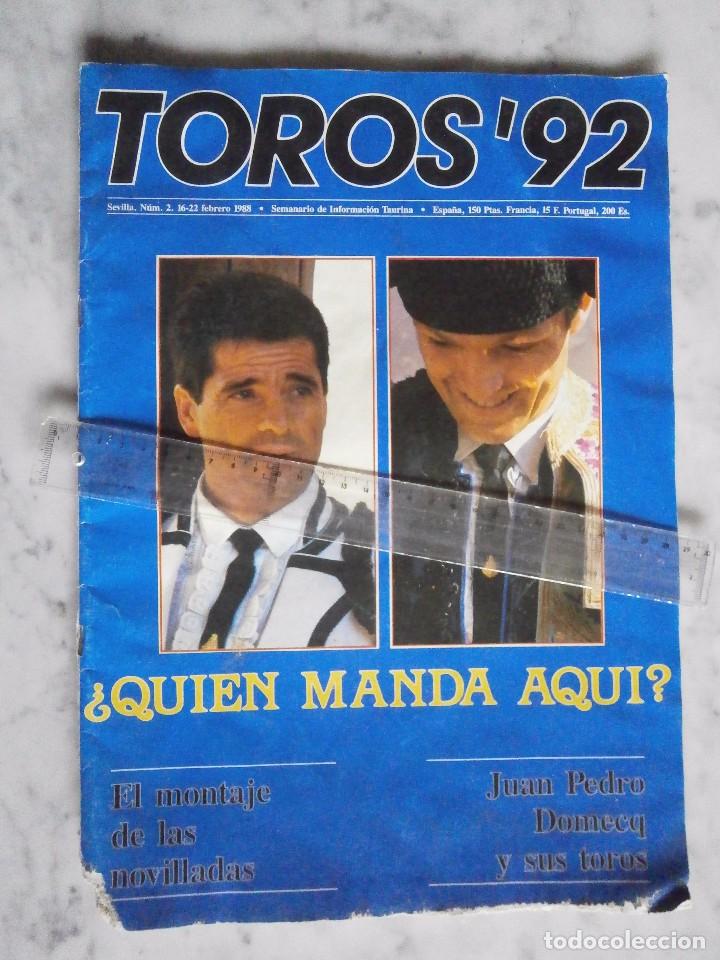 TOROS '92
Sevilla. Núm. 2. 16-22 febrero 1988 • Semanario de Información Taurina • España, 150 Ptas. Francia, 15 F. Portugal, 200 Es.
¿QUIEN MANDA AQUI?
El montaje
de las
novilladas
Juan Pedro
Domecq
y sus toros
todocoleccion